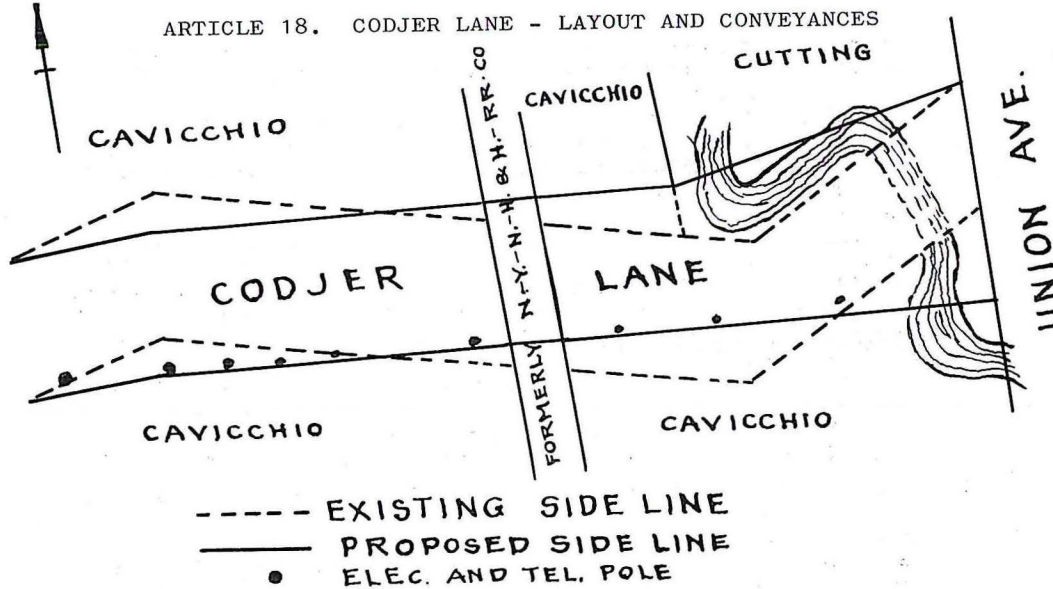 ARTICLE 18. CODJER LANE - LAYOUT AND CONVEYANCES
CUTTING
CAVICCHIO
CAVICCHIO
UNION AVE.
FORMERLY N-Y.-N.-H. & H.-RR. CO
CODJER LANE
CAVICCHIO
CAVICCHIO
EXISTING SIDE LINE
PROPOSED SIDE LINE
ELEC. AND TEL. POLE